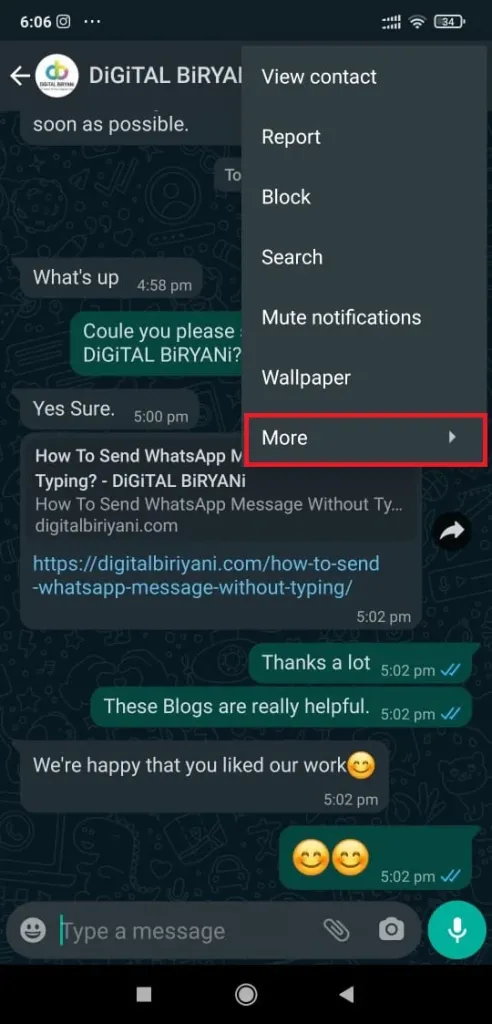 6:06
34
DiGiTAL BiRYA
View contact
soon as possible.
Report
To
Block
Search
What's up
4:58 pm
Coule you please
DiGiTAL BiRYANi?
Mute notifications
Wallpaper
Yes Sure.
5:00 pm
More
How To Send WhatsApp M
Typing? - DiGiTAL BiRYANi
How To Send WhatsApp Message Without Ty...
digitalbiriyani.com
https://digitalbiriyani.com/how-to-send
-whatsapp-message-without-typing/
5:02 pm
Thanks a lot
5:02 pm
These Blogs are really helpful.
5:02 pm
We're happy that you liked our work😊
5:02 pm
😊😊
5:02 pm
Type a message